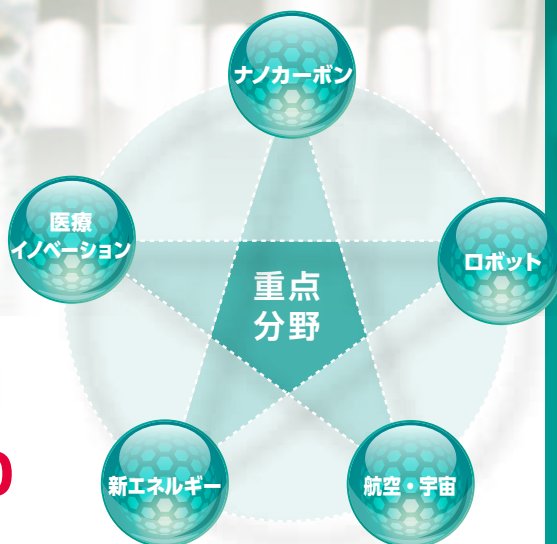 ナノカーボン
医療
イノベーション
ロボット
重点
分野
新エネルギー
航空・宇宙